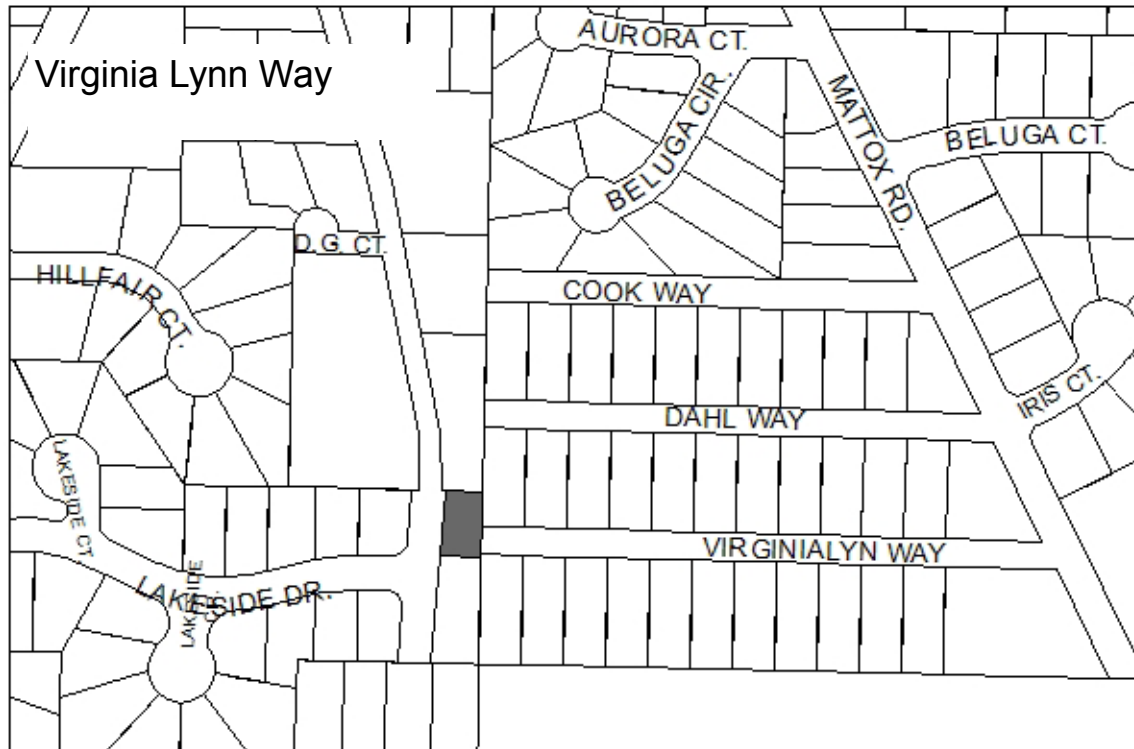 Virginia Lynn Way
AURORA CT.
BELUGA CIR.
MATTOX RD.
BELUGA CT.
D.G. CT.
HILLFAIR CT.
COOK WAY
IRIS CT.
DAHL WAY
LAKESIDE CT
VIRGINIALYN WAY
LAKESIDE DR.
LAKESIDE